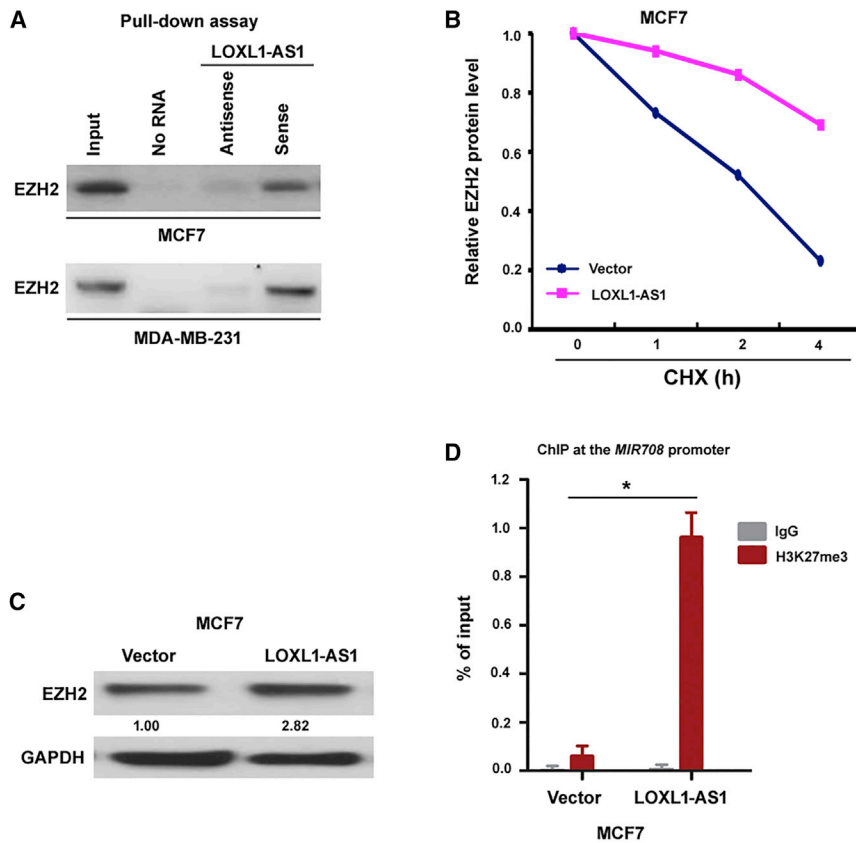 A
Pull-down assay
LOXL1-AS1
Input
No RNA
Antisense
Sense
EZH2
MCF7
EZH2
MDA-MB-231
B
MCF7
Relative EZH2 protein level
1.0
0.8
0.6
0.4
0.2
0.0
Vector
LOXL1-AS1
0 1 2 4
CHX (h)
C
MCF7
Vector LOXL1-AS1
EZH2
1.00 2.82
GAPDH
D
ChIP at the MIR708 promoter
% of input
1.2
1.0
0.8
0.6
0.4
0.2
0.0
*
IgG
H3K27me3
Vector LOXL1-AS1
MCF7